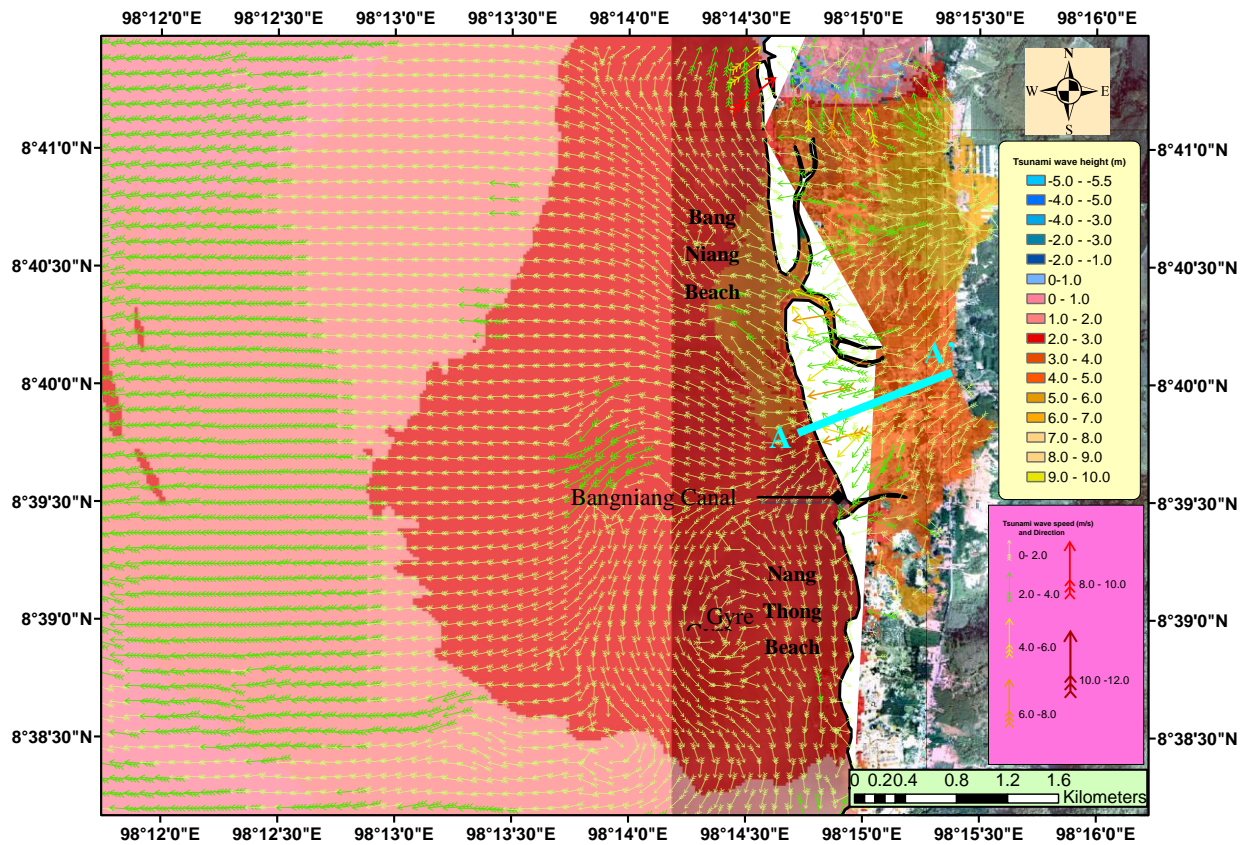 98°12'0"E 98°12'30"E 98°13'0"E 98°13'30"E 98°14'0"E 98°14'30"E 98°15'0"E 98°15'30"E 98°16'0"E
N
W E
S
8°41'0"N 8°41'0"N
Tsunami wave height (m)
-5.0 - -5.5
-4.0 - -5.0
-4.0 - -3.0
-2.0 - -3.0
-2.0 - -1.0
0-1.0
0 - 1.0
1.0 - 2.0
2.0 - 3.0
3.0 - 4.0
4.0 - 5.0
5.0 - 6.0
6.0 - 7.0
7.0 - 8.0
8.0 - 9.0
9.0 - 10.0
Bang
Niang
Beach
8°40'30"N 8°40'30"N
A'
8°40'0"N 8°40'0"N
A
Bangniang Canal
8°39'30"N 8°39'30"N
Tsunami wave speed (m/s)
and Direction
0- 2.0
8.0 - 10.0
2.0 - 4.0
4.0 -6.0
10.0 -12.0
6.0 -8.0
Nang
Thong
Beach
Gyre
8°39'0"N 8°39'0"N
8°38'30"N 8°38'30"N
0 0.20.4 0.8 1.2 1.6
Kilometers
98°12'0"E 98°12'30"E 98°13'0"E 98°13'30"E 98°14'0"E 98°14'30"E 98°15'0"E 98°15'30"E 98°16'0"E